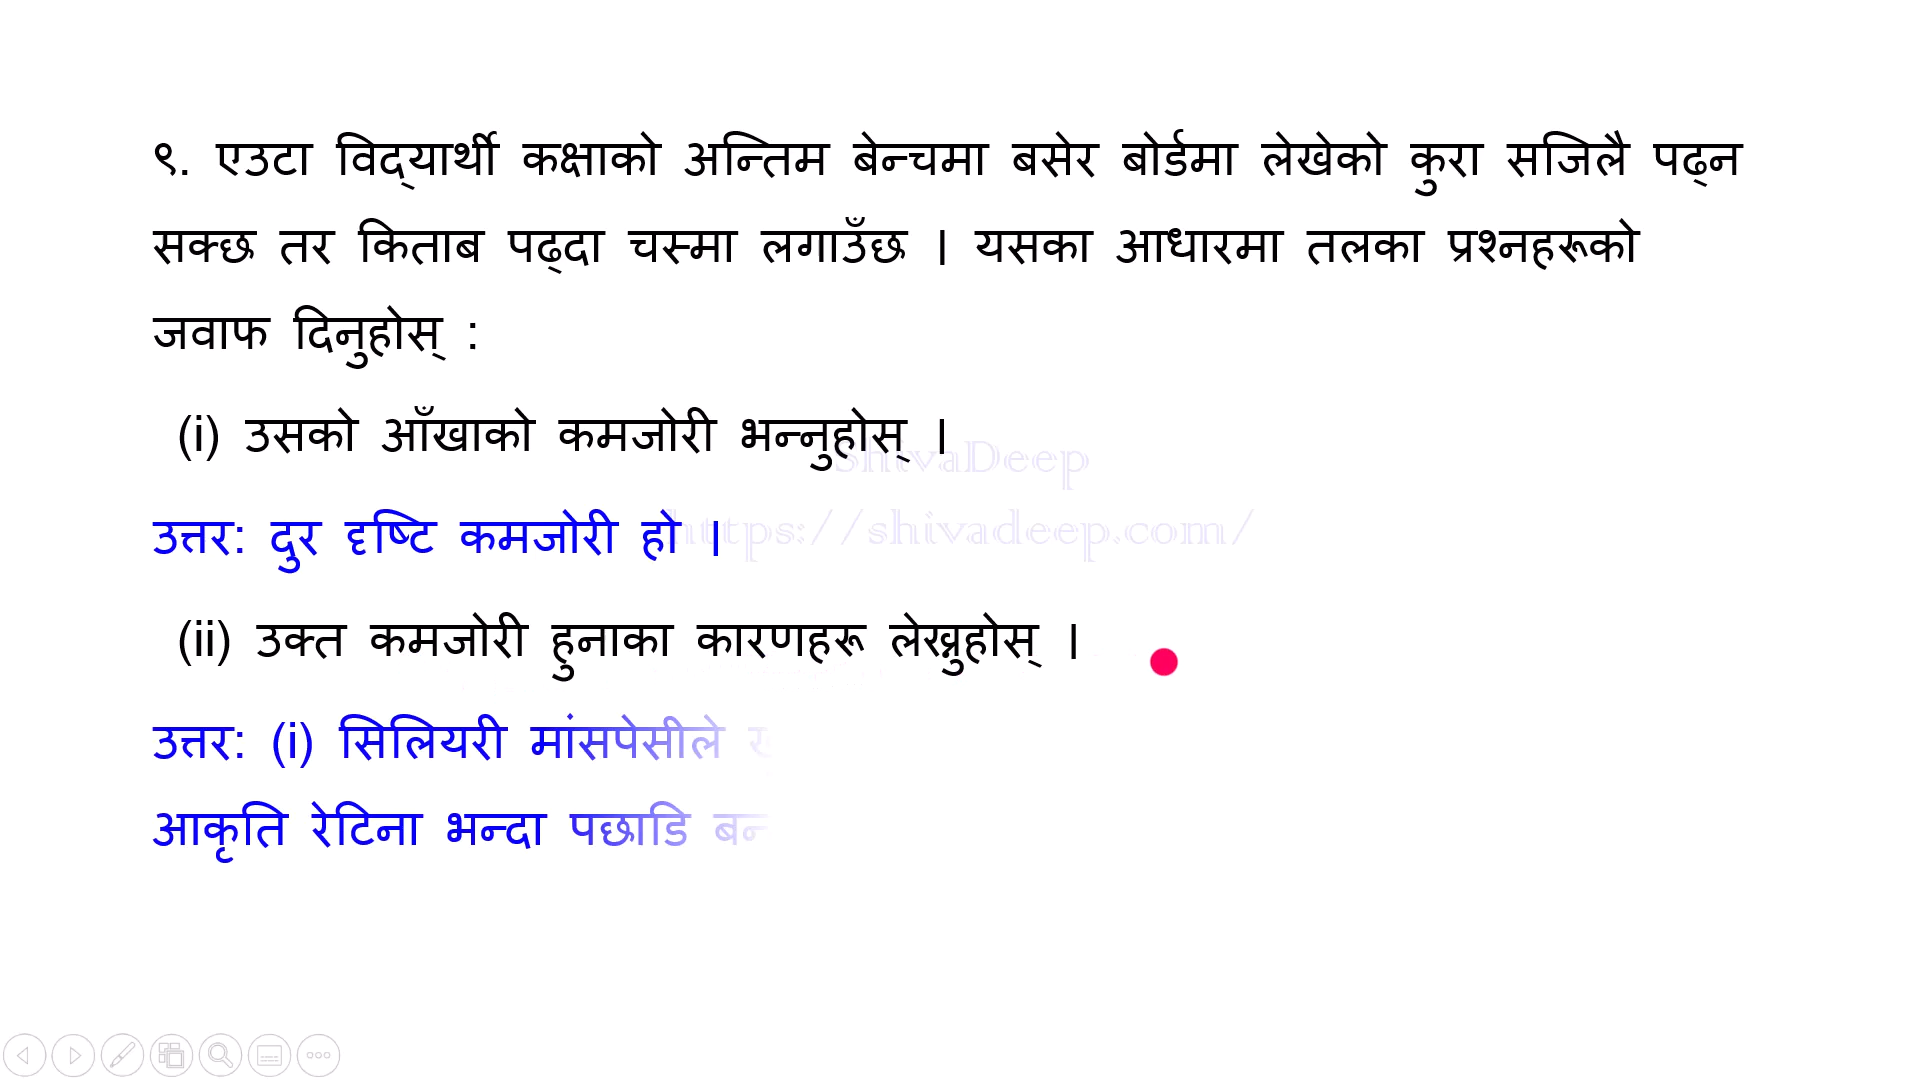 ९. एउटा विद्यार्थी कक्षाको अन्तिम बेन्चमा बसेर बोर्डमा लेखेको कुरा सजिलै पढ्न
सक्छ तर किताब पढ्दा चस्मा लगाउँछ । यसका आधारमा तलका प्रश्नहरूको
जवाफ दिनुहोस् :
(i) उसको आँखाको कमजोरी भन्नुहोस् ।
ShivaDeep
उत्तर: दुर दृष्टि कमजोरी हो ।
https://shivadeep.com/
(ii) उक्त कमजोरी हुनाका कारणहरू लेख्नुहोस् ।
उत्तर: (i) सिलियरी मांसपेसीले
आकृति रेटिना भन्दा पछाडि